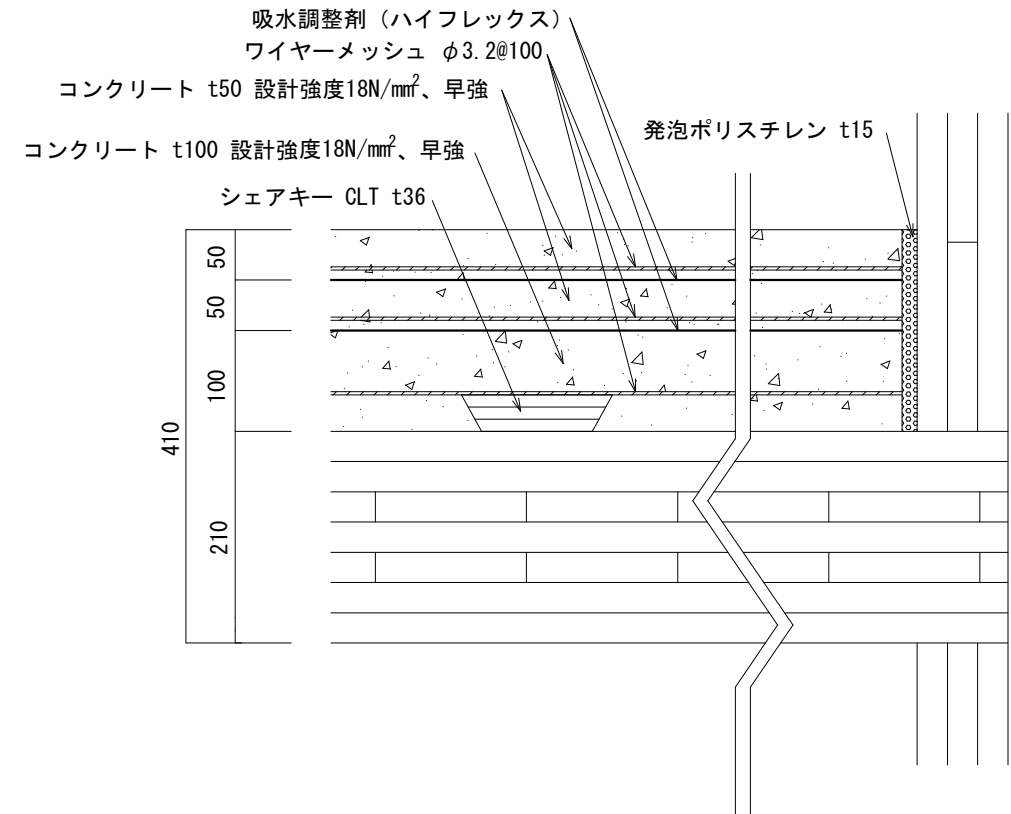 吸水調整剤（ハイフレックス）
ワイヤーメッシュ φ3.2@100
コンクリート t50 設計強度18N/mm²、早強
発泡ポリスチレン t15
コンクリート t100 設計強度18N/mm²、早強
シェアキー CLT t36
50
50
100
410
210